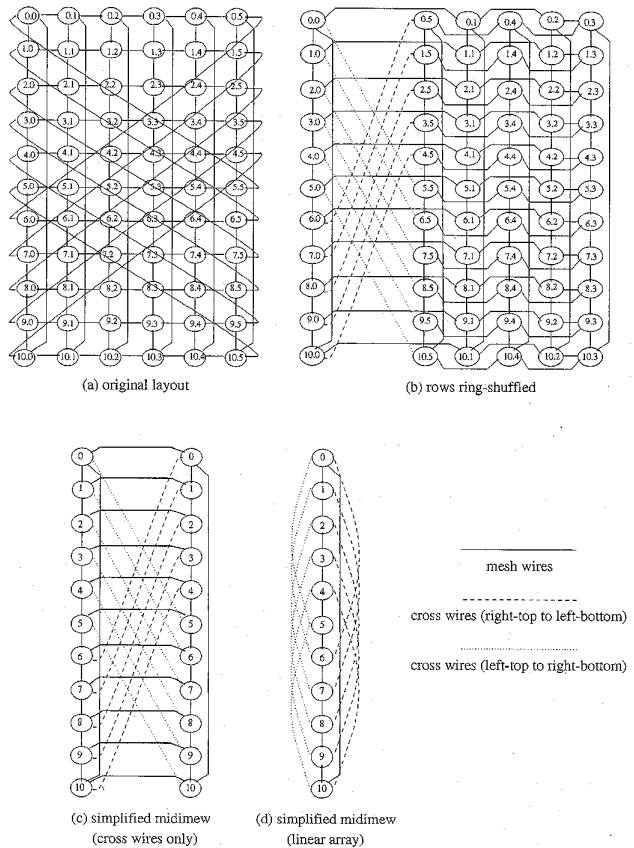 0.0 0.1 0.2 0.3 0.4 0.5
1.0 1.1 1.2 1.3 1.4 1.5
2.0 2.1 2.2 2.3 2.4 2.5
3.0 3.1 3.2 3.3 3.4 3.5
4.0 4.1 4.2 4.3 4.4 4.5
5.0 5.1 5.2 5.3 5.4 5.5
6.0 6.1 6.2 6.3 6.4 6.5
7.0 7.1 7.2 7.3 7.4 7.5
8.0 8.1 8.2 8.3 8.4 8.5
9.0 9.1 9.2 9.3 9.4 9.5
10.0 10.1 10.2 10.3 10.4 10.5
(a) original layout
0.0 0.5 0.1 0.4 0.2 0.3
1.0 1.5 1.1 1.4 1.2 1.3
2.0 2.5 2.1 2.4 2.2 2.3
3.0 3.5 3.1 3.4 3.2 3.3
4.0 4.5 4.1 4.4 4.2 4.3
5.0 5.5 5.1 5.4 5.2 5.3
6.0 6.5 6.1 6.4 6.2 6.3
7.0 7.5 7.1 7.4 7.2 7.3
8.0 8.5 8.1 8.4 8.2 8.3
9.0 9.5 9.1 9.4 9.2 9.3
10.0 10.5 10.1 10.4 10.2 10.3
(b) rows ring-shuffled
0 0
1 1
2 2
3 3
4 4
5 5
6 6
7 7
8 8
9 9
10 10
(c) simplified midimew
(cross wires only)
0
1
2
3
4
5
6
7
8
9
10
(d) simplified midimew
(linear array)
mesh wires
cross wires (right-top to left-bottom)
cross wires (left-top to right-bottom)